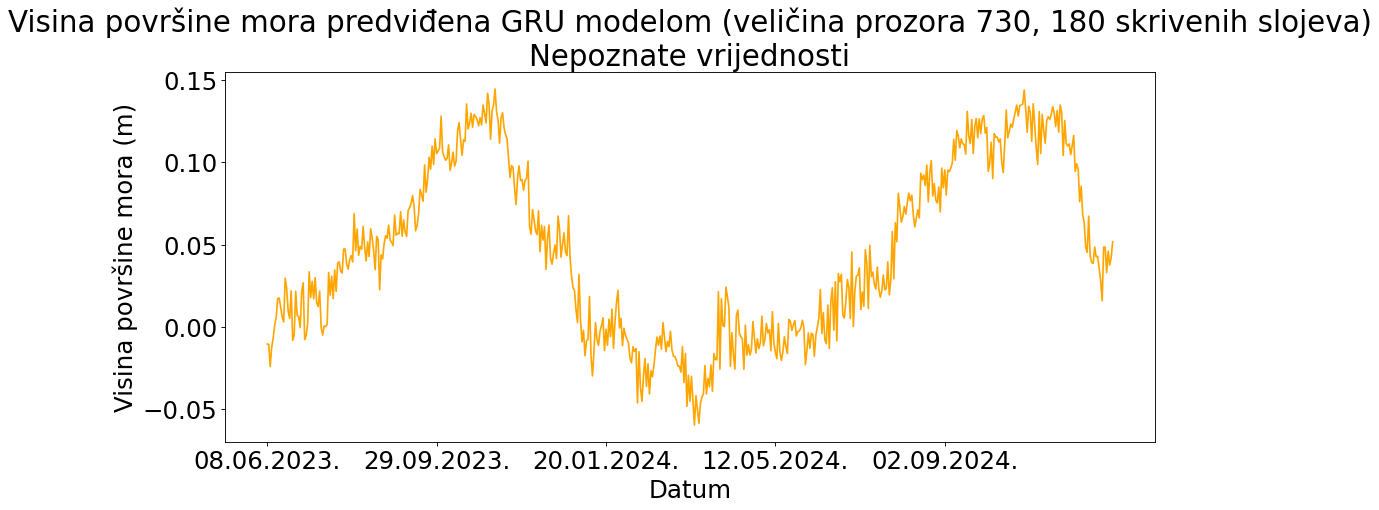 Visina površine mora predviđena GRU modelom (veličina prozora 730, 180 skrivenih slojeva)
Nepoznate vrijednosti
Visina površine mora (m)
0.15
0.10
0.05
0.00
−0.05
08.06.2023. 29.09.2023. 20.01.2024. 12.05.2024. 02.09.2024.
Datum